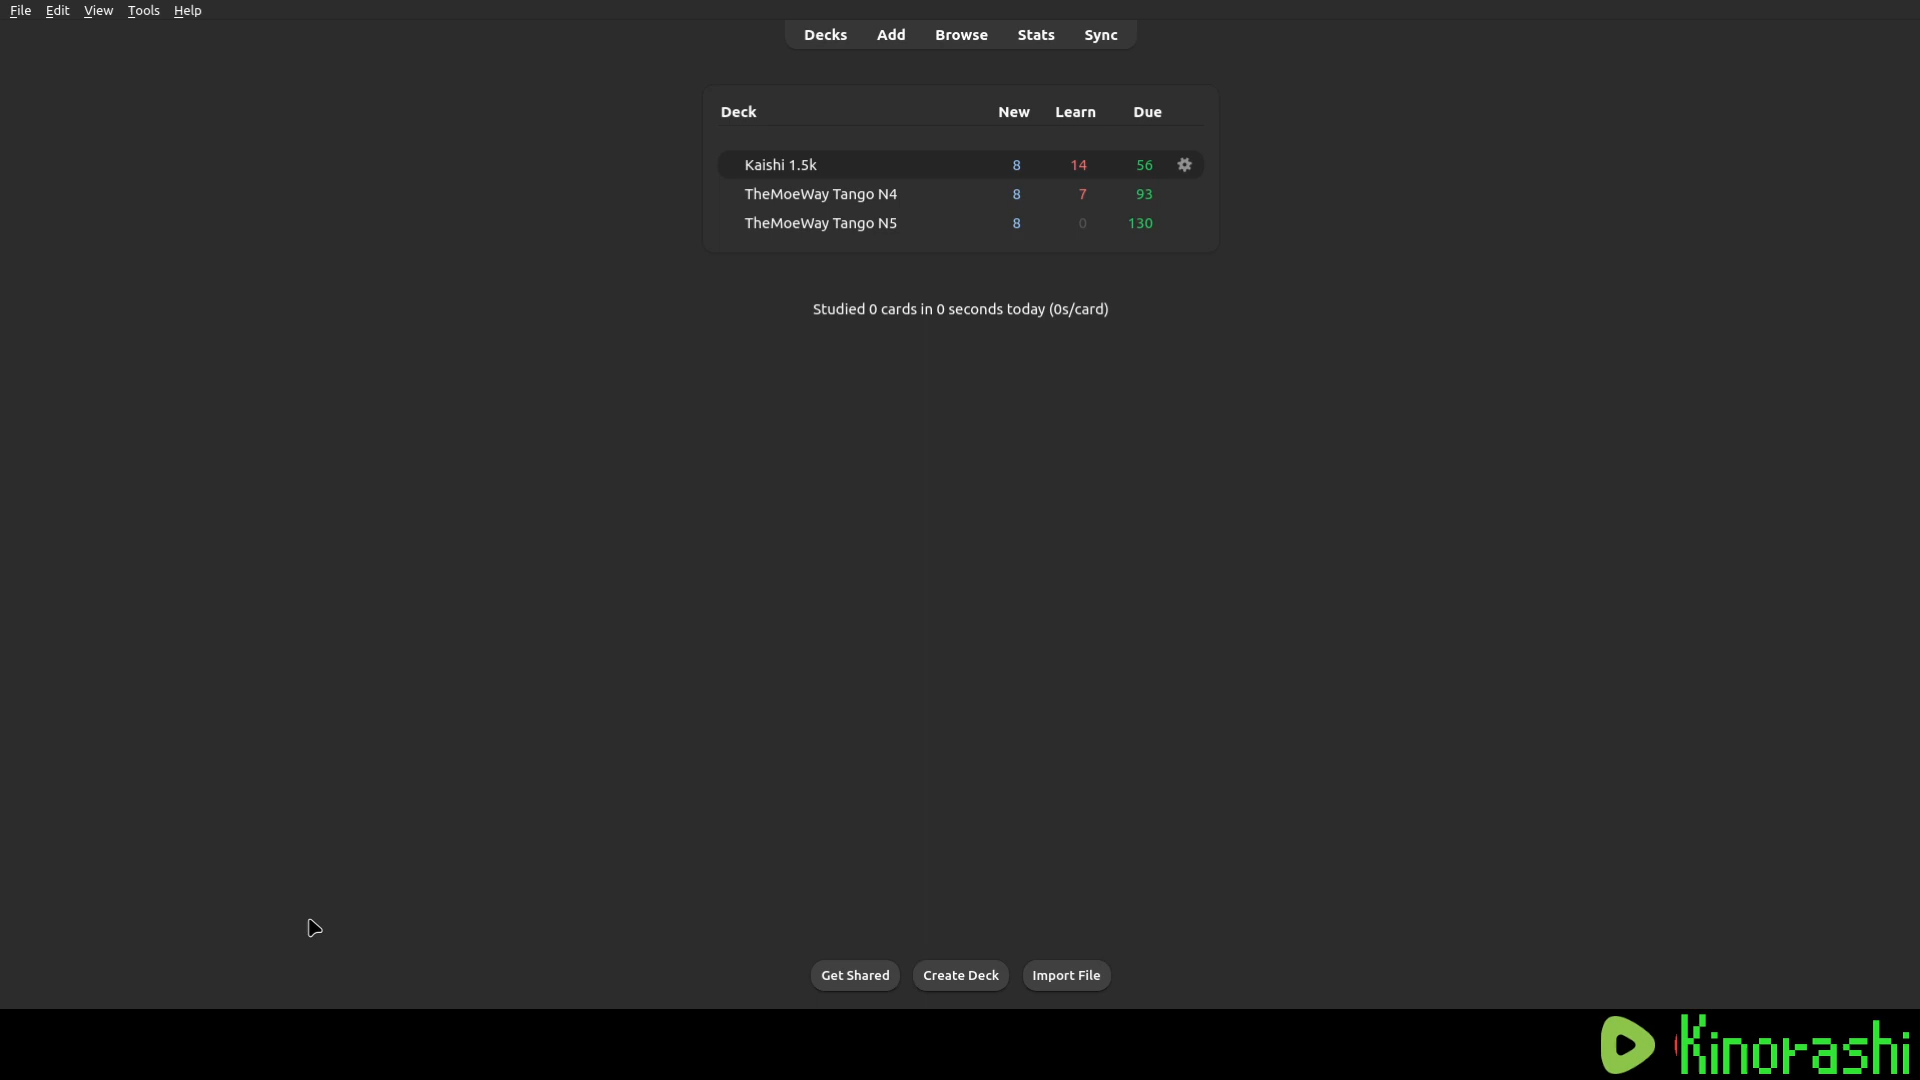 File Edit View Tools Help
Decks Add Browse Stats Sync
Deck New Learn Due
Kaishi 1.5k 8 14 56
TheMoeWay Tango N4 8 7 93
TheMoeWay Tango N5 8 0 130
Studied 0 cards in 0 seconds today (0s/card)
Get Shared Create Deck Import File
Kinorashi